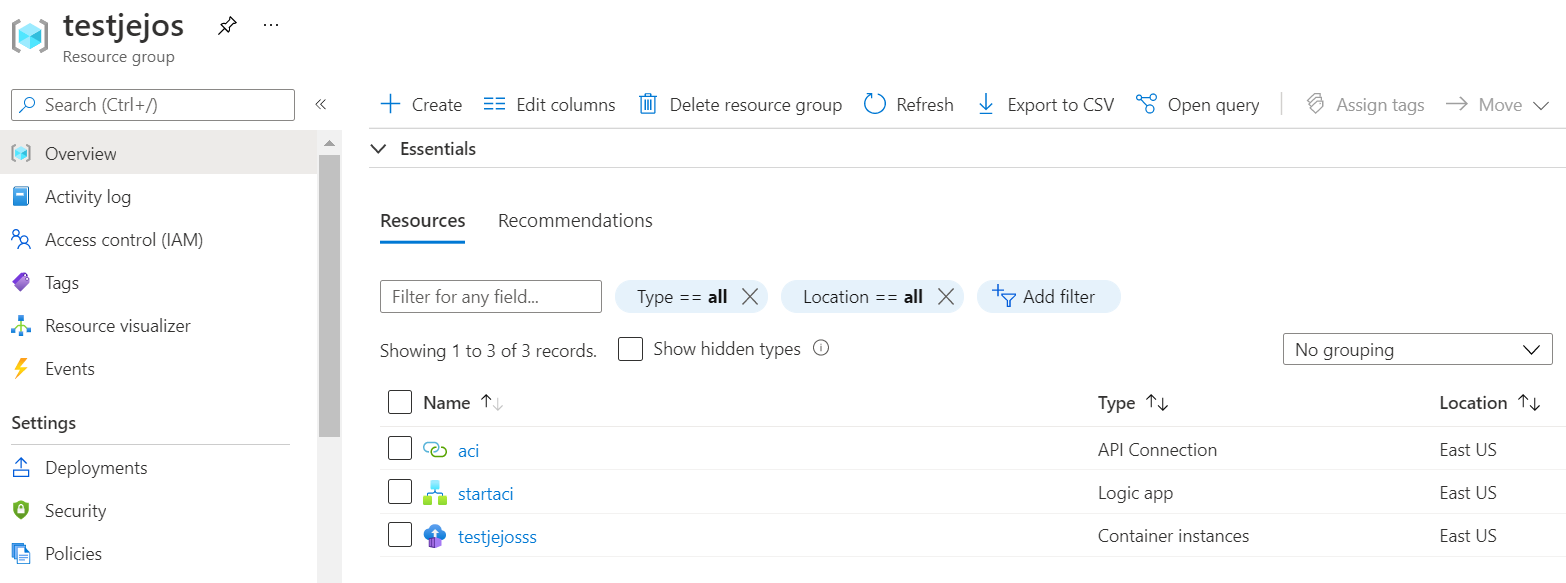 testjejos
...
Resource group
Search (Ctrl+/)
«
Overview
Activity log
Access control (IAM)
Tags
Resource visualizer
Events
Settings
Deployments
Security
Policies
Create Edit columns Delete resource group Refresh Export to CSV Open query Assign tags Move
Essentials
Resources Recommendations
Filter for any field... Type == all Location == all Add filter
Showing 1 to 3 of 3 records. Show hidden types No grouping
Name Type Location
aci API Connection East US
startaci Logic app East US
testjejosss Container instances East US